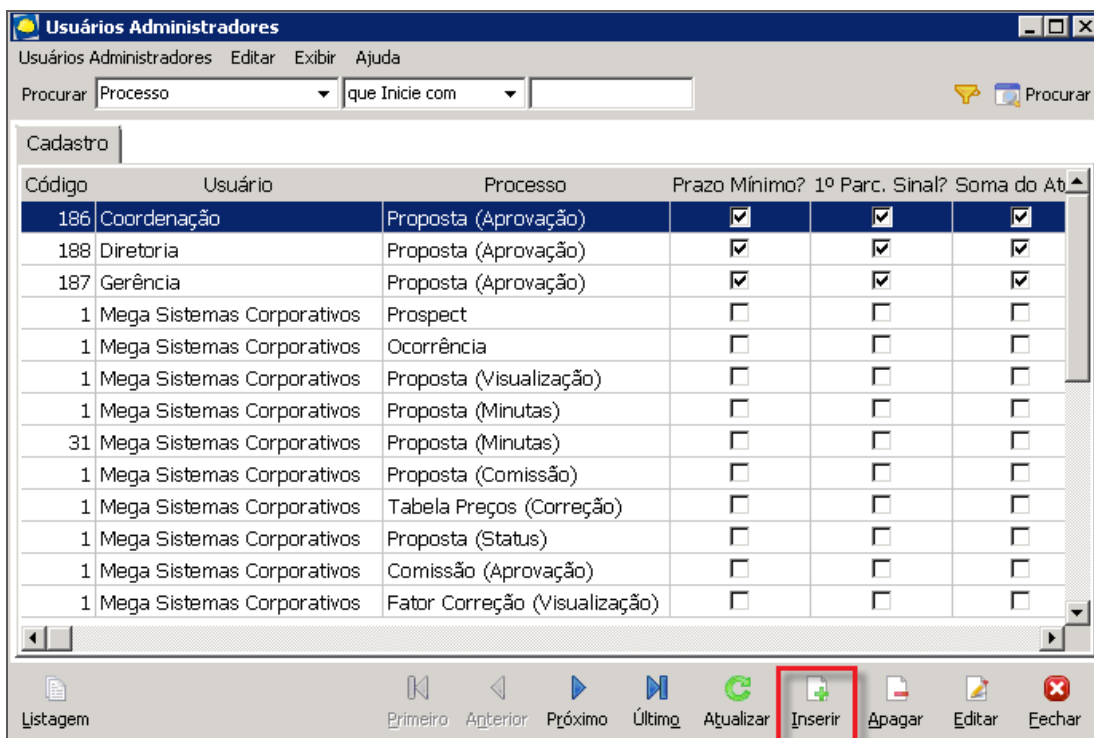 Usuários Administradores
Usuários Administradores Editar Exibir Ajuda
Procurar Processo que Inicie com Procurar
Cadastro
Código Usuário Processo Prazo Mínimo? 1º Parc. Sinal? Soma do At
186 Coordenação Proposta (Aprovação)
188 Diretoria Proposta (Aprovação)
187 Gerência Proposta (Aprovação)
1 Mega Sistemas Corporativos Prospect
1 Mega Sistemas Corporativos Ocorrência
1 Mega Sistemas Corporativos Proposta (Visualização)
1 Mega Sistemas Corporativos Proposta (Minutas)
31 Mega Sistemas Corporativos Proposta (Minutas)
1 Mega Sistemas Corporativos Proposta (Comissão)
1 Mega Sistemas Corporativos Tabela Preços (Correção)
1 Mega Sistemas Corporativos Proposta (Status)
1 Mega Sistemas Corporativos Comissão (Aprovação)
1 Mega Sistemas Corporativos Fator Correção (Visualização)
Listagem Primeiro Anterior Próximo Último Atualizar Inserir Apagar Editar Fechar